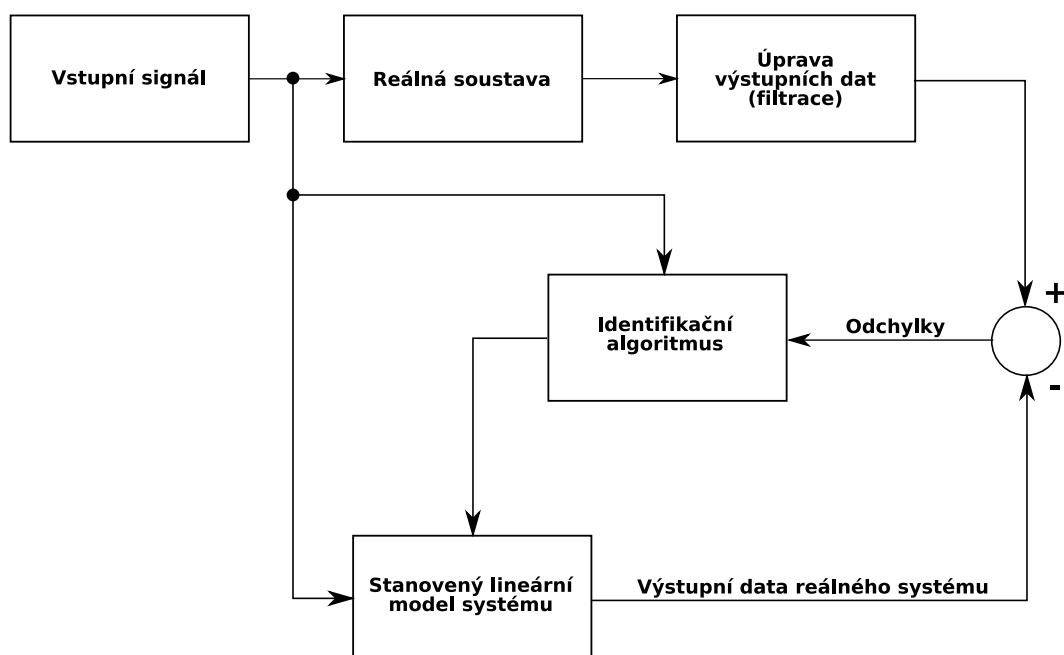 Vstupní signál
Reálná soustava
Úprava
výstupních dat
(filtrace)
+
Identifikační
algoritmus
Odchylky
-
Stanovený lineární
model systému
Výstupní data reálného systému